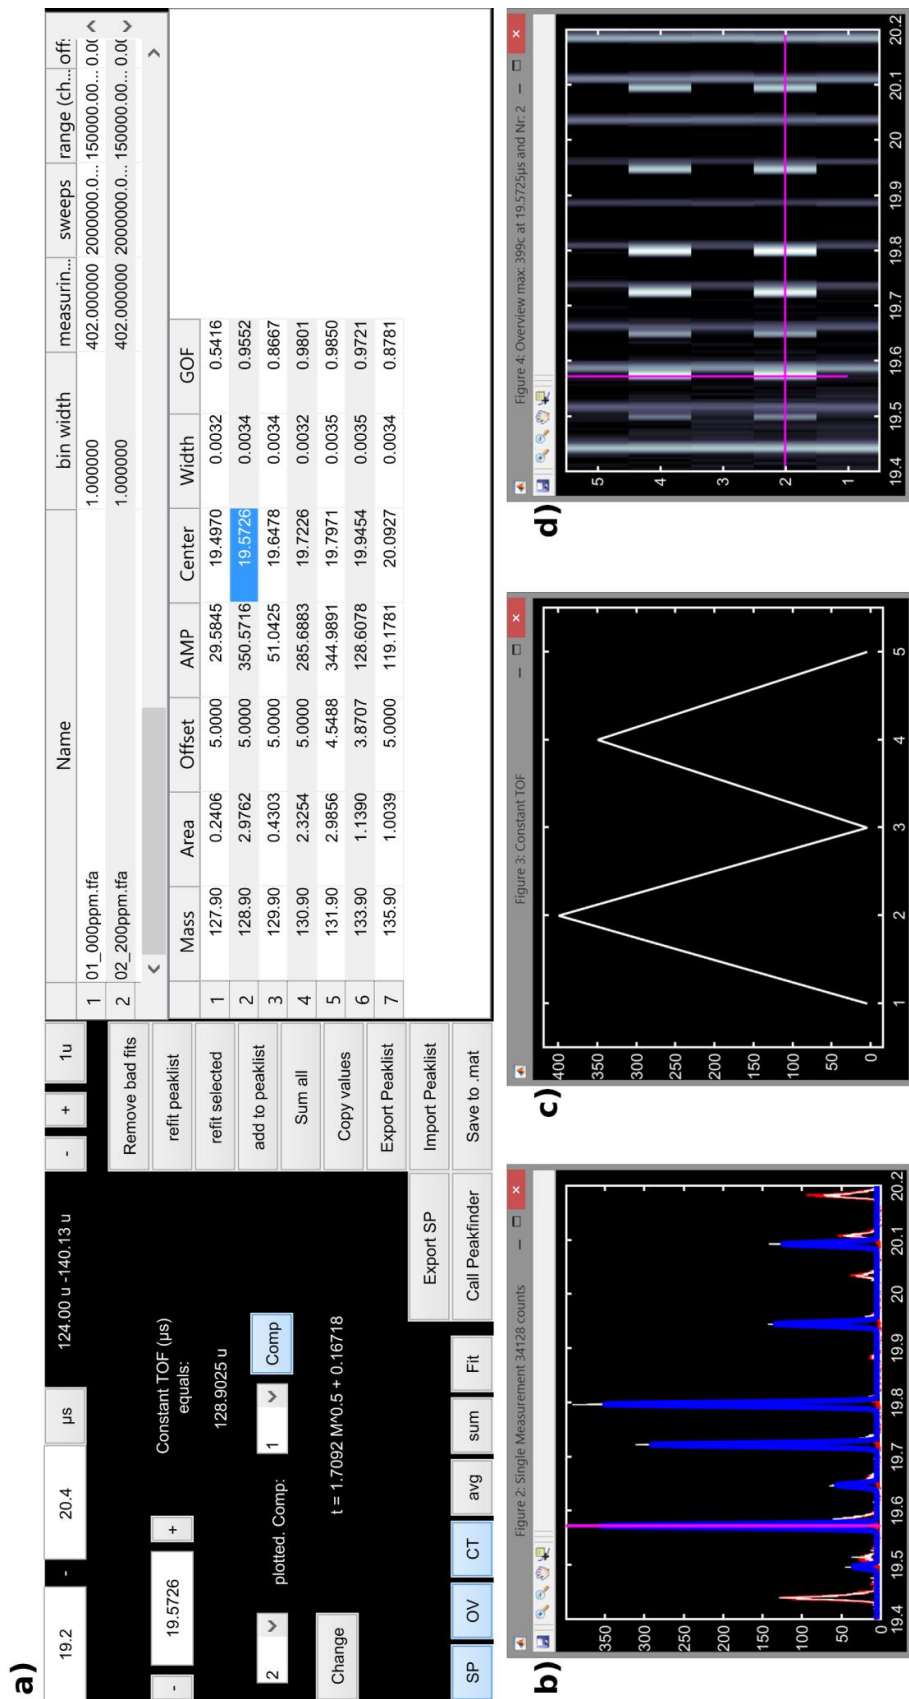 a)
19.2 - 20.4 µs 124.00 u -140.13 u - + 1u
- 19.5726 + Constant TOF (µs)
equals:
128.9025 u
2 plotted. Comp: 1 Comp
Change t = 1.7092 M^0.5 + 0.16718
Export SP
SP OV CT avg sum Fit Call Peakfinder
Remove bad fits
refit peaklist
refit selected
add to peaklist
Sum all
Copy values
Export Peaklist
Import Peaklist
Save to .mat
Name bin width measurin... sweeps range (ch... off:
1 01_000ppm.tfa 1.000000 402.000000 2000000.0... 150000.00... 0.00
2 02_200ppm.tfa 1.000000 402.000000 2000000.0... 150000.00... 0.00
Mass Area Offset AMP Center Width GOF
1 127.90 0.2406 5.0000 29.5845 19.4970 0.0032 0.5416
2 128.90 2.9762 5.0000 350.5716 19.5726 0.0034 0.9552
3 129.90 0.4303 5.0000 51.0425 19.6478 0.0034 0.8667
4 130.90 2.3254 5.0000 285.6883 19.7226 0.0032 0.9801
5 131.90 2.9856 4.5488 344.9891 19.7971 0.0035 0.9850
6 133.90 1.1390 3.8707 128.6078 19.9454 0.0035 0.9721
7 135.90 1.0039 5.0000 119.1781 20.0927 0.0034 0.8781
b)
Figure 2: Single Measurement 34128 counts
350
300
250
200
150
100
50
0
19.4 19.5 19.6 19.7 19.8 19.9 20 20.1 20.2
c)
Figure 3: Constant TOF
400
350
300
250
200
150
100
50
0
1 2 3 4 5
d)
Figure 4: Overview max: 399c at 19.5725µs and Nr: 2
5
4
3
2
1
19.4 19.5 19.6 19.7 19.8 19.9 20 20.1 20.2